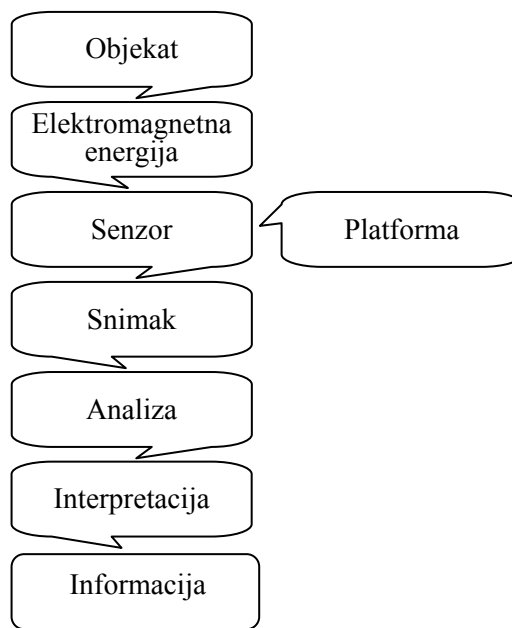 Objekat
Elektromagnetna
energija
Senzor
Platforma
Snimak
Analiza
Interpretacija
Informacija